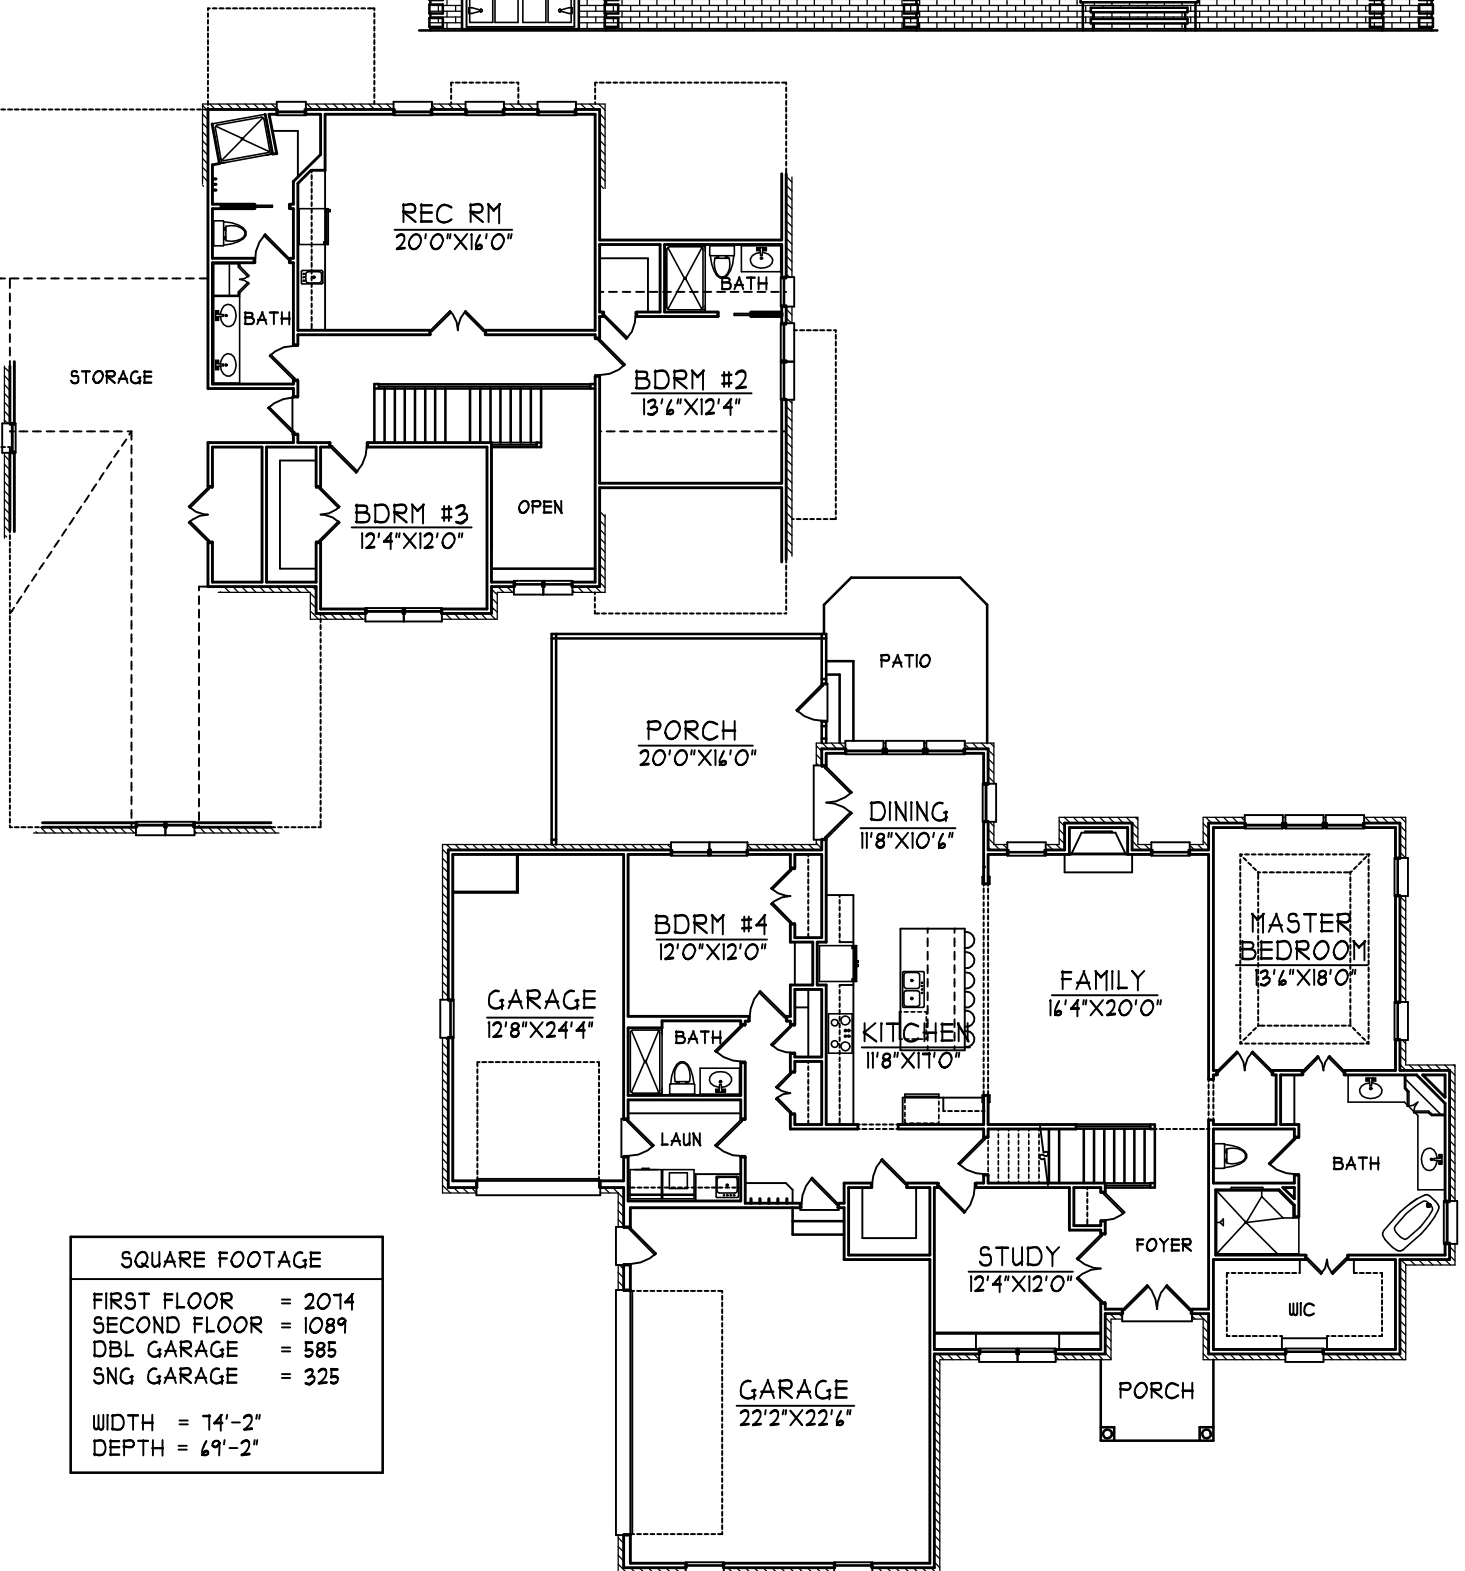 REC RM
20'0"X16'0"
BATH
BATH
STORAGE
BDRM #2
13'6"X12'4"
OPEN
BDRM #3
12'4"X12'0"
PATIO
PORCH
20'0"X16'0"
DINING
11'8"X10'6"
BDRM #4
12'0"X12'0"
MASTER
BEDROOM
13'6"X18'0"
FAMILY
16'4"X20'0"
GARAGE
12'8"X24'4"
BATH
KITCHEN
11'8"X17'0"
LAUN
BATH
FOYER
STUDY
12'4"X12'0"
WIC
PORCH
GARAGE
22'2"X22'6"
SQUARE FOOTAGE
FIRST FLOOR = 2074
SECOND FLOOR = 1089
DBL GARAGE = 585
SNG GARAGE = 325
WIDTH = 74'-2"
DEPTH = 69'-2"